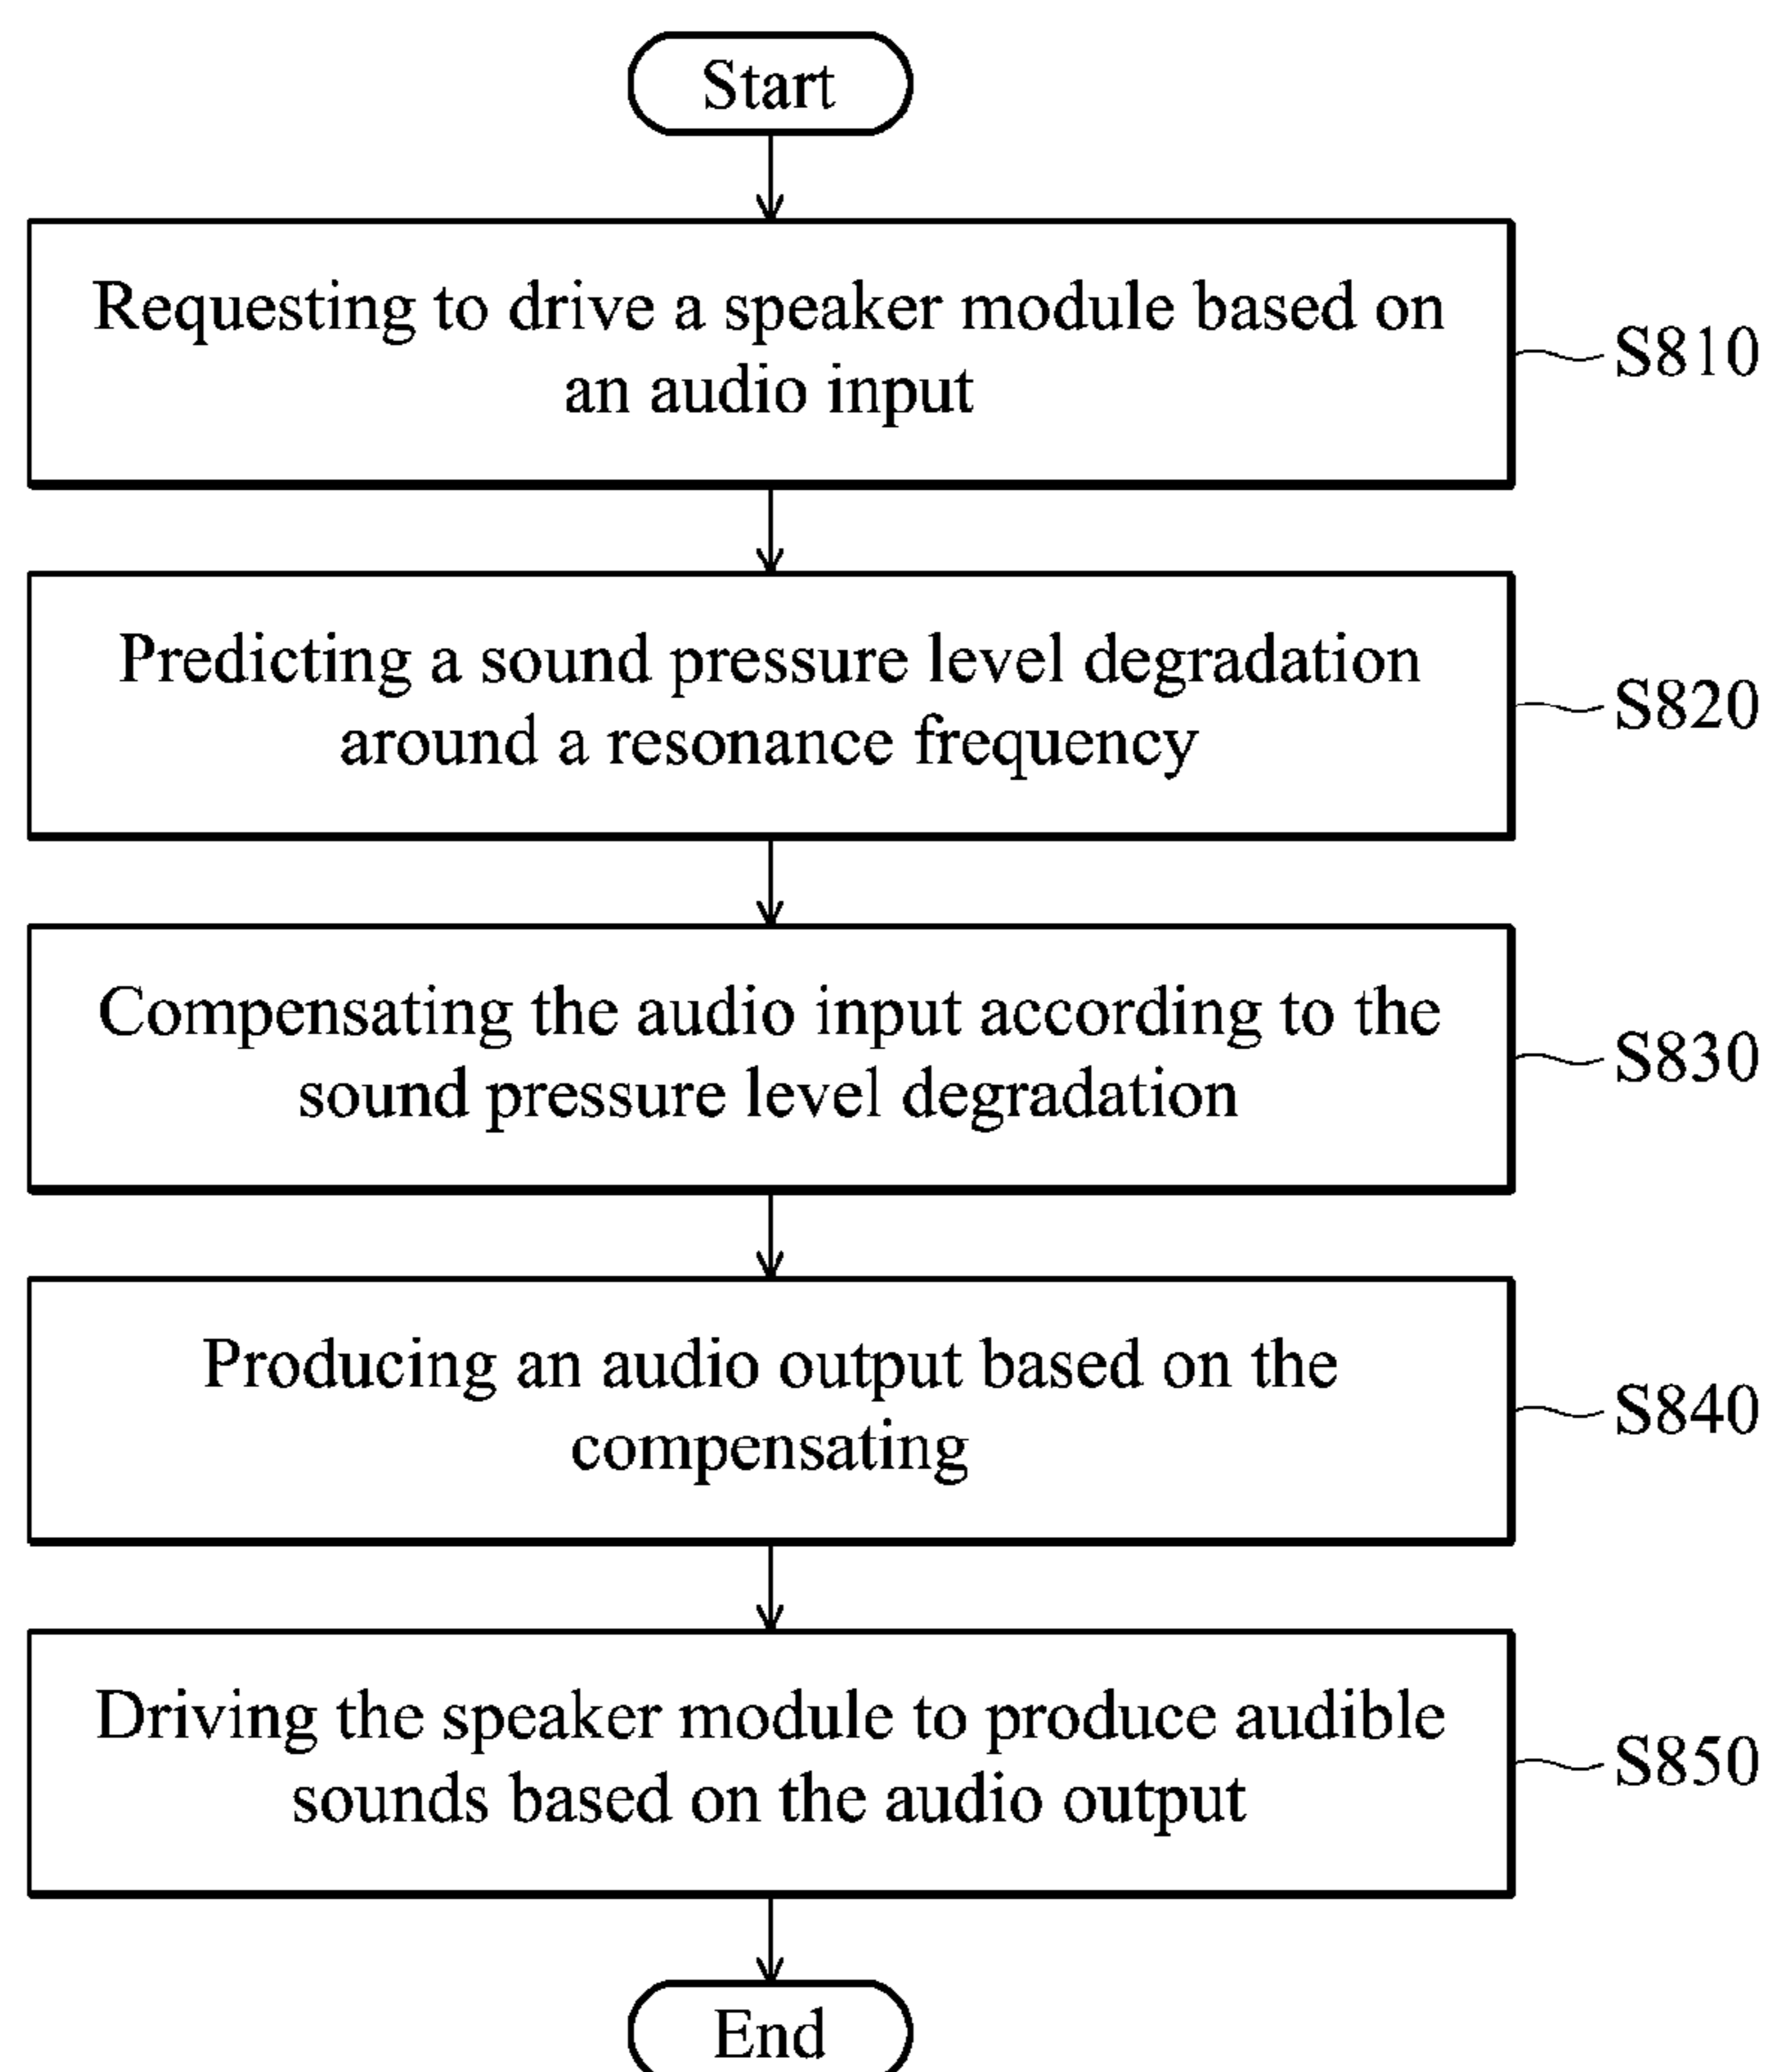 Start
Requesting to drive a speaker module based on
an audio input
S810
Predicting a sound pressure level degradation
around a resonance frequency
S820
Compensating the audio input according to the
sound pressure level degradation
S830
Producing an audio output based on the
compensating
S840
Driving the speaker module to produce audible
sounds based on the audio output
S850
End